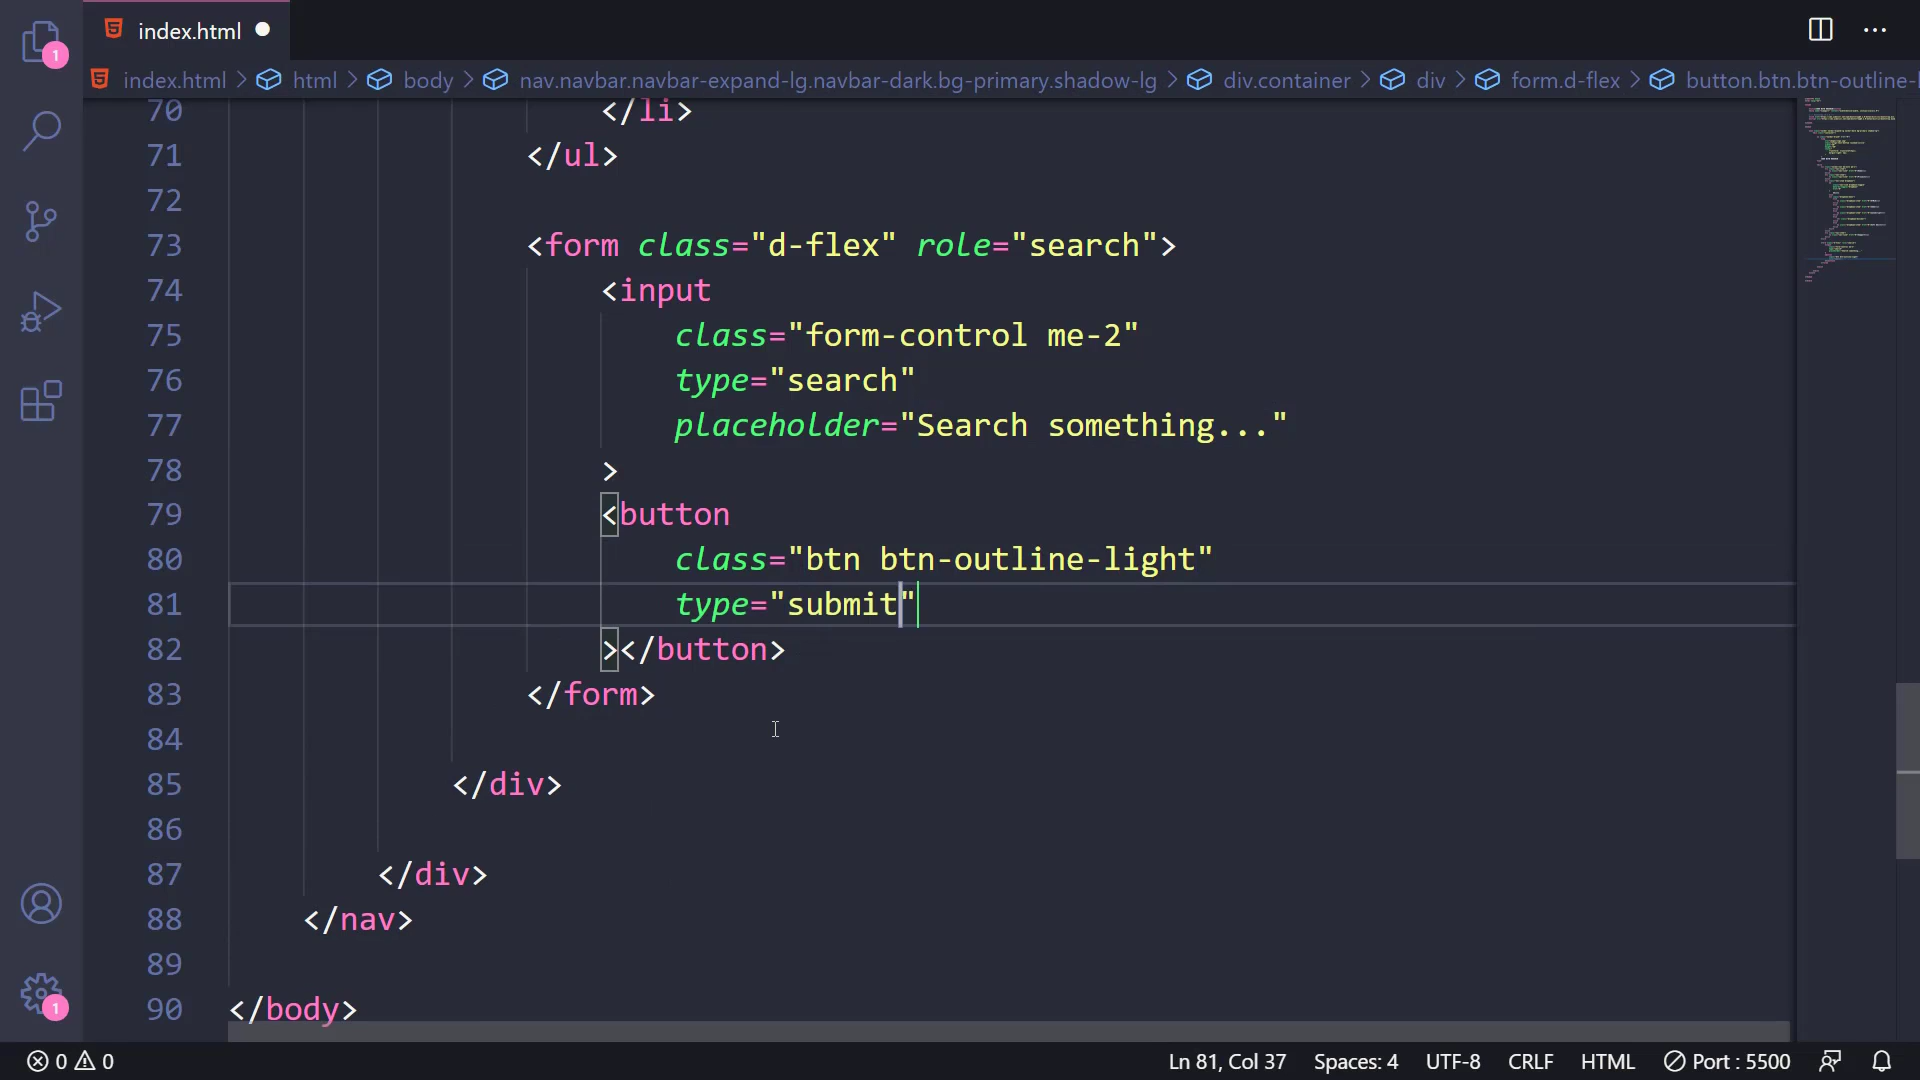 1
index.html
index.html html body nav.navbar.navbar-expand-lg.navbar-dark.bg-primary.shadow-lg div.container div form.d-flex button.btn.btn-outline-l
70 </li>
71 </ul>
72
73 <form class="d-flex" role="search">
74 <input
75 class="form-control me-2"
76 type="search"
77 placeholder="Search something..."
78 >
79 <button
80 class="btn btn-outline-light"
81 type="submit"
82 ></button>
83 </form>
84
85 </div>
86
87 </div>
88 </nav>
89
90 </body>
1
0 0 Ln 81, Col 37 Spaces: 4 UTF-8 CRLF HTML Port : 5500